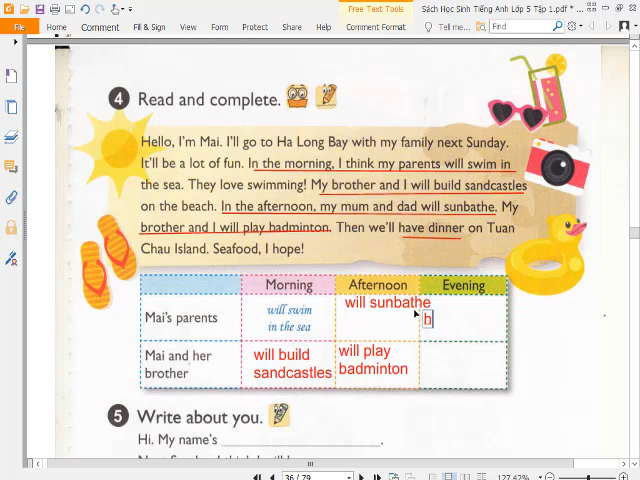 Free Text Tools
Sách Học Sinh Tiếng Anh Lớp 5 Tập 1.pdf * ...
File
Home
Comment
Fill & Sign
Comment Format
Tell me...
Find
4 Read and complete.
Hello, I'm Mai. I'll go to Ha Long Bay with my family next Sunday.
It'll be a lot of fun. In the morning, I think my parents will swim in
the sea. They love swimming! My brother and I will build sandcastles
on the beach. In the afternoon, my mum and dad will sunbathe. My
brother and I will play badminton. Then we'll have dinner on Tuan
Chau Island. Seafood, I hope!
Morning Afternoon Evening
Mai's parents
will swim
in the sea
will sunbathe
h
Mai and her
brother
will build
sandcastles
will play
badminton
5 Write about you.
Hi. My name's ______________________.
36 / 79
127.42%